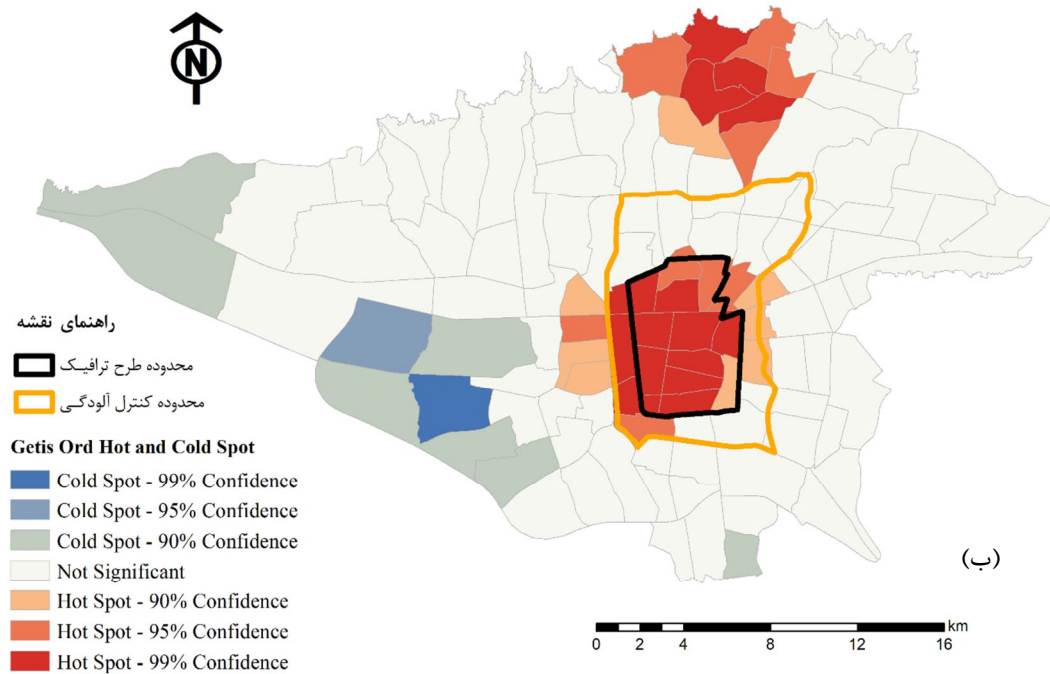 N
راهنمای نقشه
محدوده طرح ترافیـک
محدوده کنترل آلودگـی
Getis Ord Hot and Cold Spot
Cold Spot - 99% Confidence
Cold Spot - 95% Confidence
Cold Spot - 90% Confidence
Not Significant
Hot Spot - 90% Confidence
Hot Spot - 95% Confidence
Hot Spot - 99% Confidence
(ب)
km
0 2 4 8 12 16